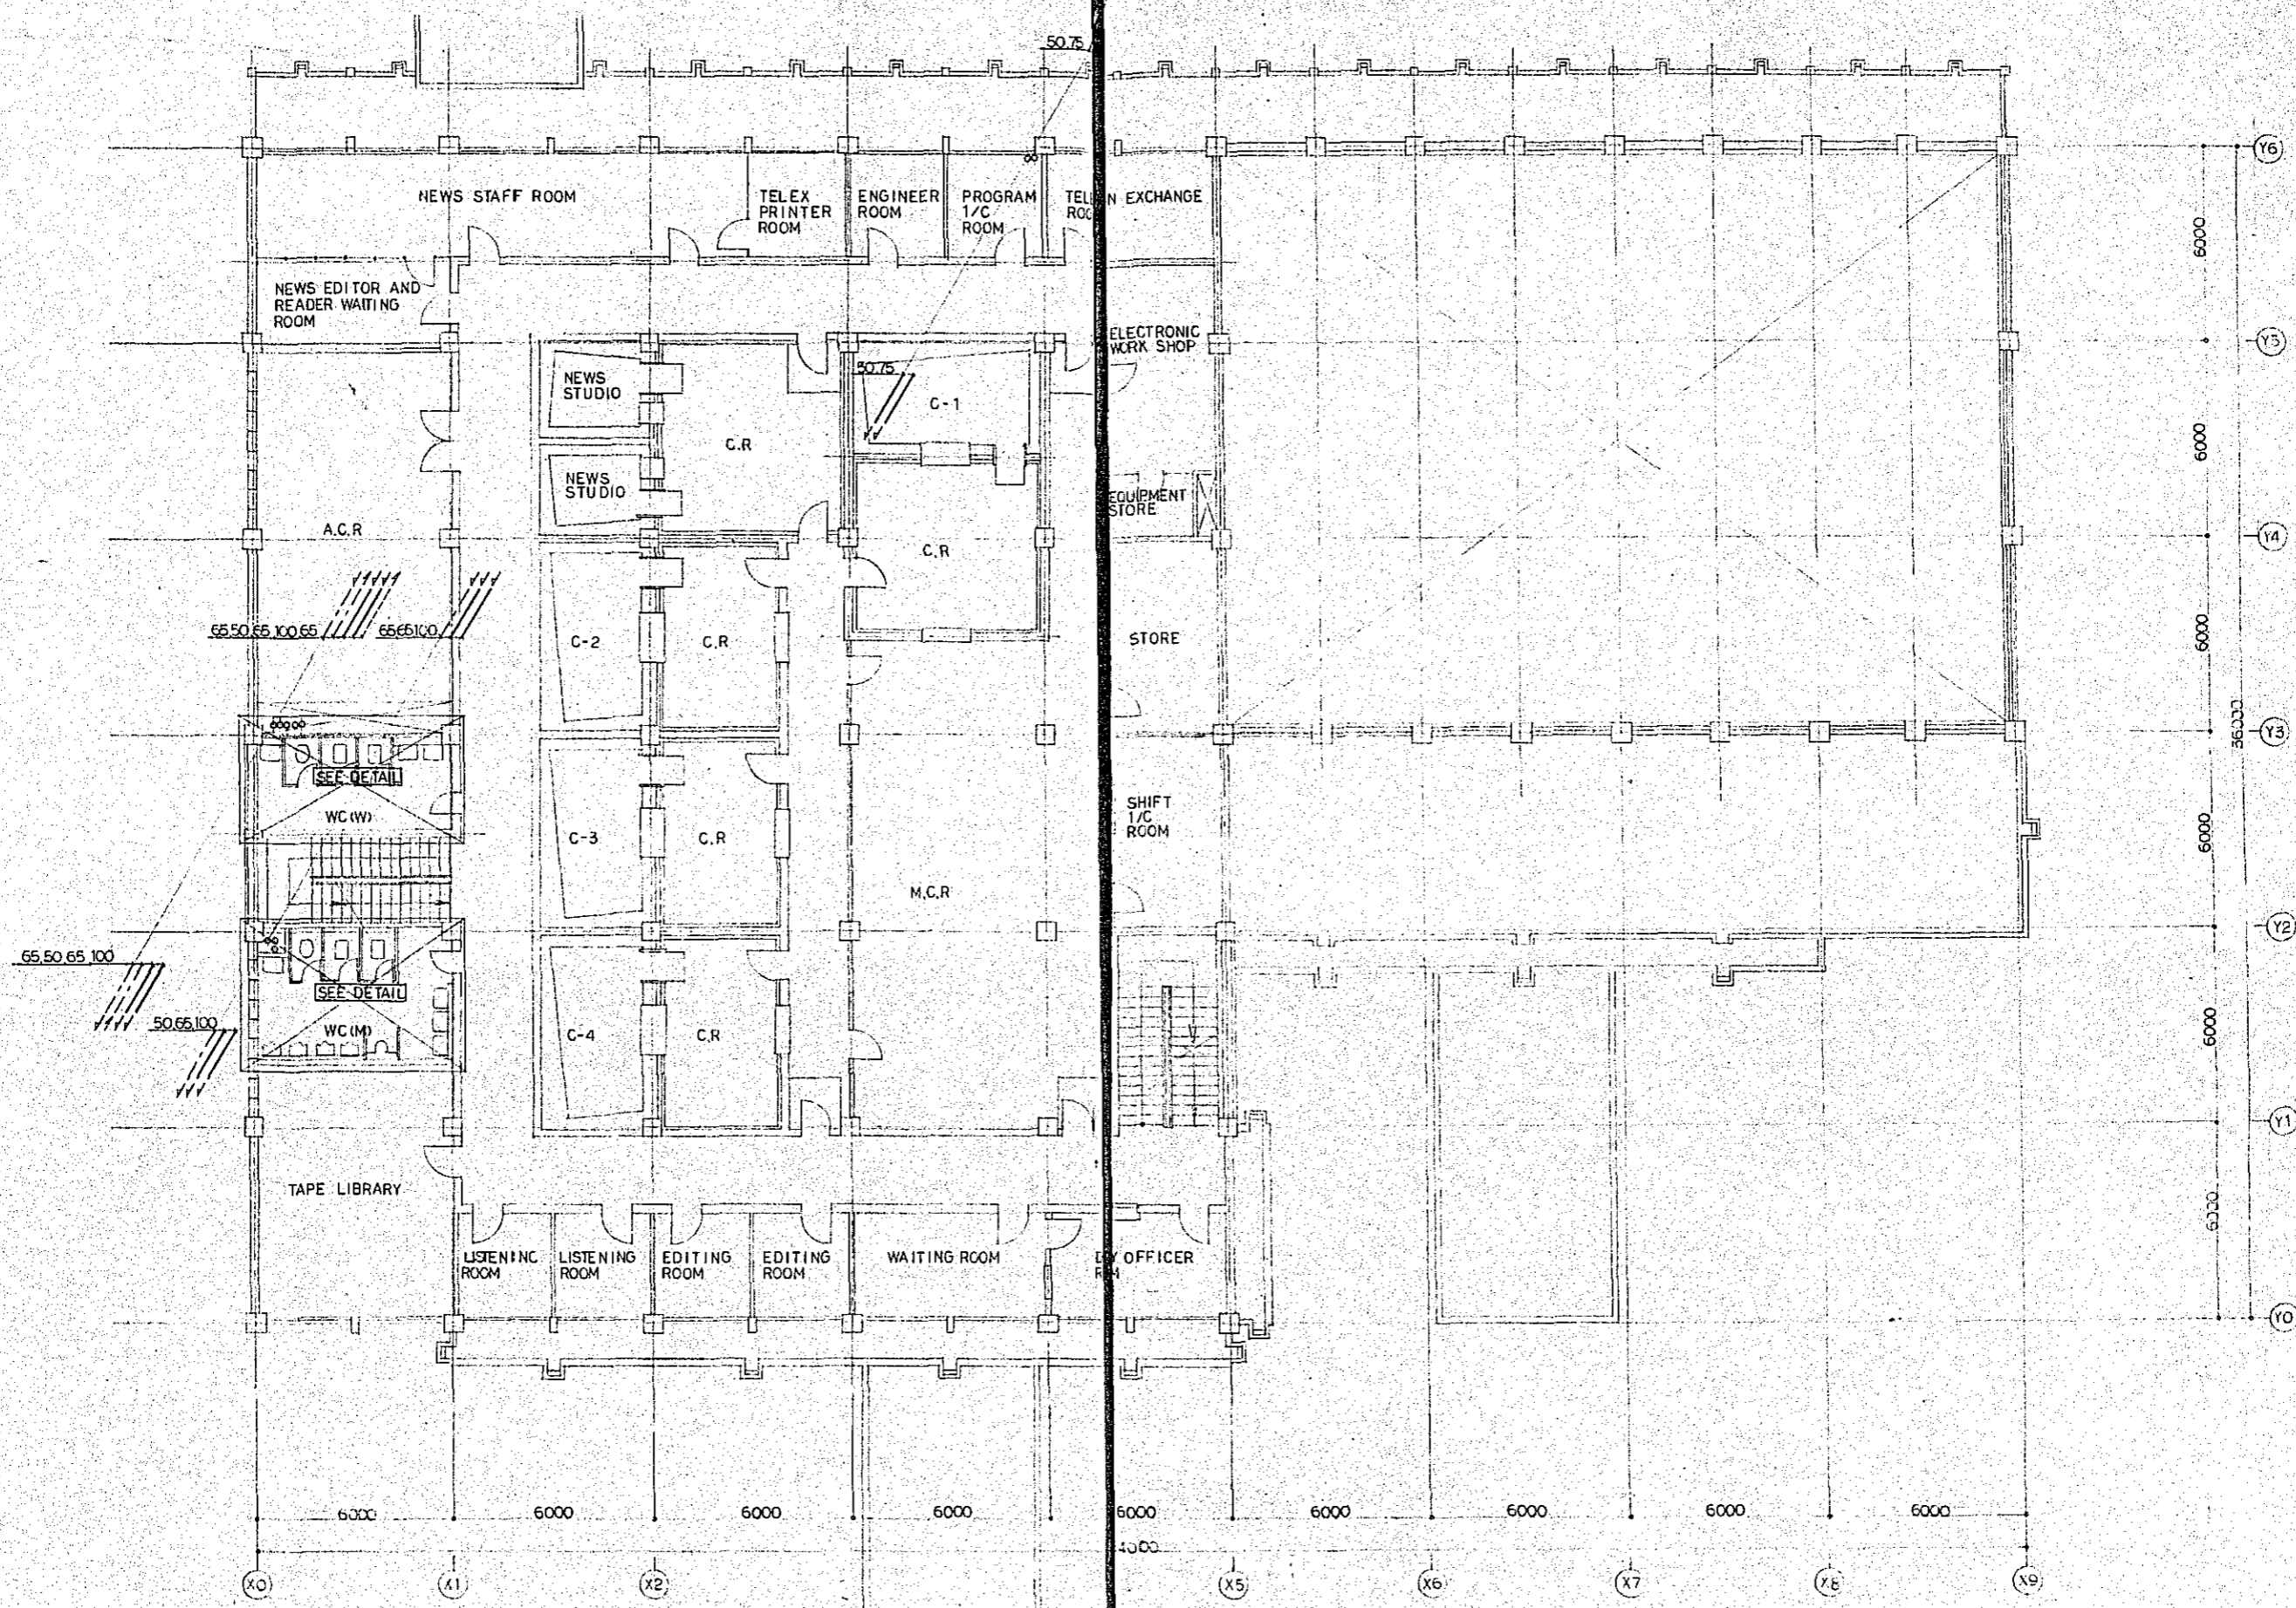 50.75
NEWS STAFF ROOM
TELEX
PRINTER
ROOM
ENGINEER
ROOM
PROGRAM
1/C
ROOM
N EXCHANGE
NEWS EDITOR AND
READER WAITING
ROOM
ELECTRONIC
WORK SHOP
NEWS
STUDIO
50.75
C-1
C.R
NEWS
STUDIO
EQUIPMENT
STORE
A.C.R
C.R
65,50,65,100,65
65,65,100
C-2
C.R
STORE
SEE DETAIL
WC(W)
SHIFT
1/C
ROOM
C-3
C.R
M.C.R
65,50,65,100
SEE DETAIL
50,65,100
WC(M)
C-4
C.R
TAPE LIBRARY
LISTENING
ROOM
LISTENING
ROOM
EDITING
ROOM
EDITING
ROOM
WAITING ROOM
OFFICER
Y6
6000
Y5
6000
Y4
6000
Y3
36000
6000
Y2
6000
Y1
6000
Y0
6000
6000
6000
6000
6000
6000
6000
6000
6000
X0
X1
X2
X5
X6
X7
X8
X9